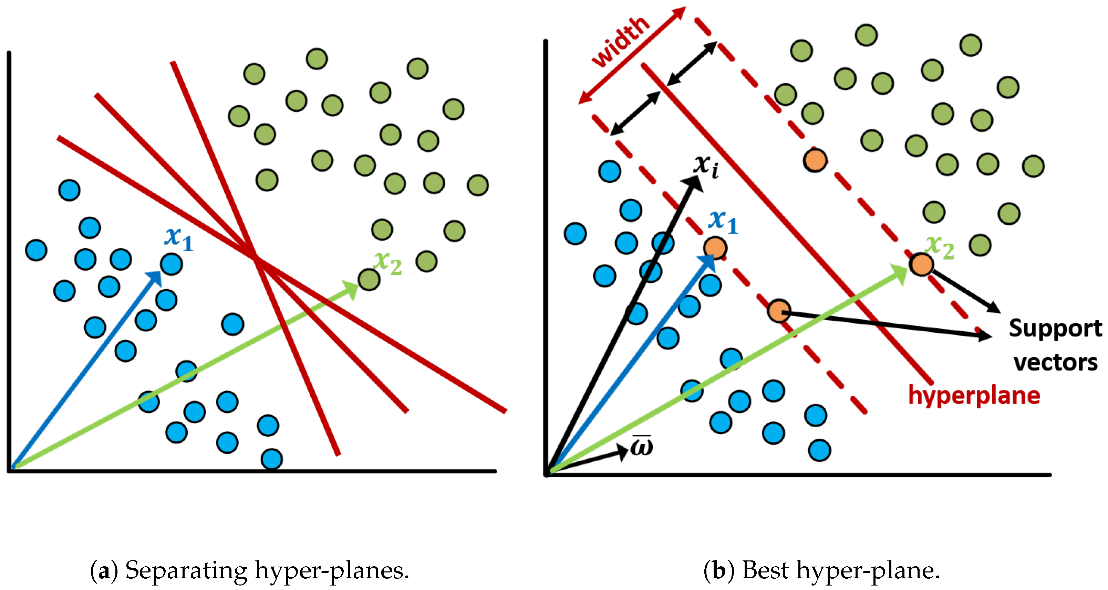 x₁
x₂
(a) Separating hyper-planes.
width
xᵢ
x₁
x₂
Support
vectors
hyperplane
ω̅
(b) Best hyper-plane.